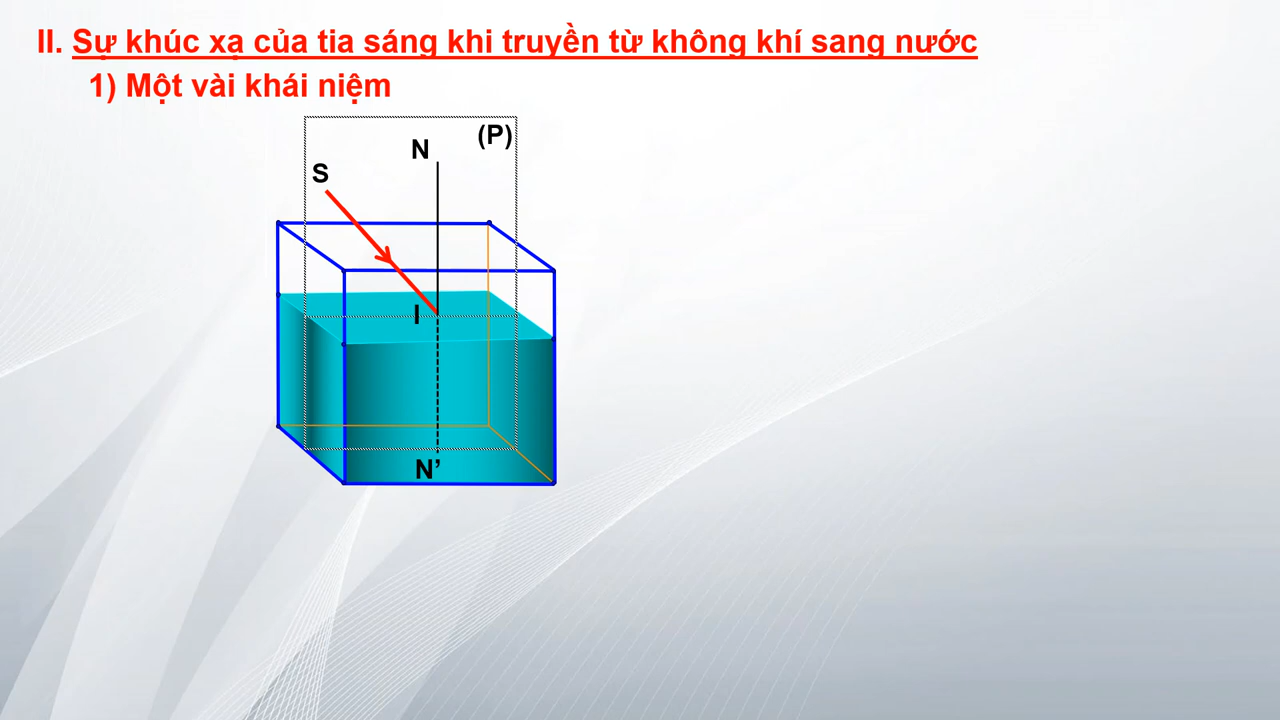 II. Sự khúc xạ của tia sáng khi truyền từ không khí sang nước
1) Một vài khái niệm
(P)
N
S
I
N’